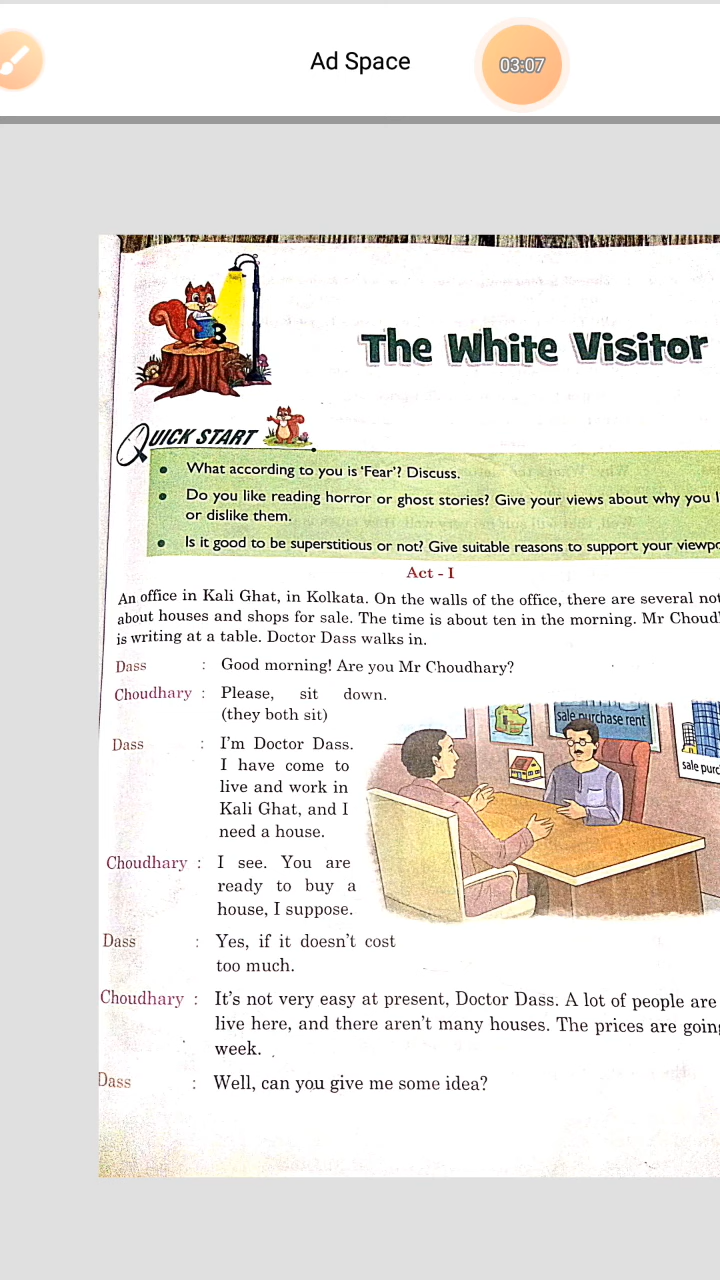 Ad Space
03:07
3
The White Visitor
QUICK START
• What according to you is ‘Fear’? Discuss.
• Do you like reading horror or ghost stories? Give your views about why you
or dislike them.
• Is it good to be superstitious or not? Give suitable reasons to support your
Act - I
An office in Kali Ghat, in Kolkata. On the walls of the office, there are several
about houses and shops for sale. The time is about ten in the morning. Mr
is writing at a table. Doctor Dass walks in.
Dass : Good morning! Are you Mr Choudhary?
Choudhary : Please, sit down.
(they both sit)
sale purchase rent
sale
Dass : I’m Doctor Dass.
I have come to
live and work in
Kali Ghat, and I
need a house.
Choudhary : I see. You are
ready to buy a
house, I suppose.
Dass : Yes, if it doesn’t cost
too much.
Choudhary : It’s not very easy at present, Doctor Dass. A lot of people are
live here, and there aren’t many houses. The prices are
week.
Dass : Well, can you give me some idea?